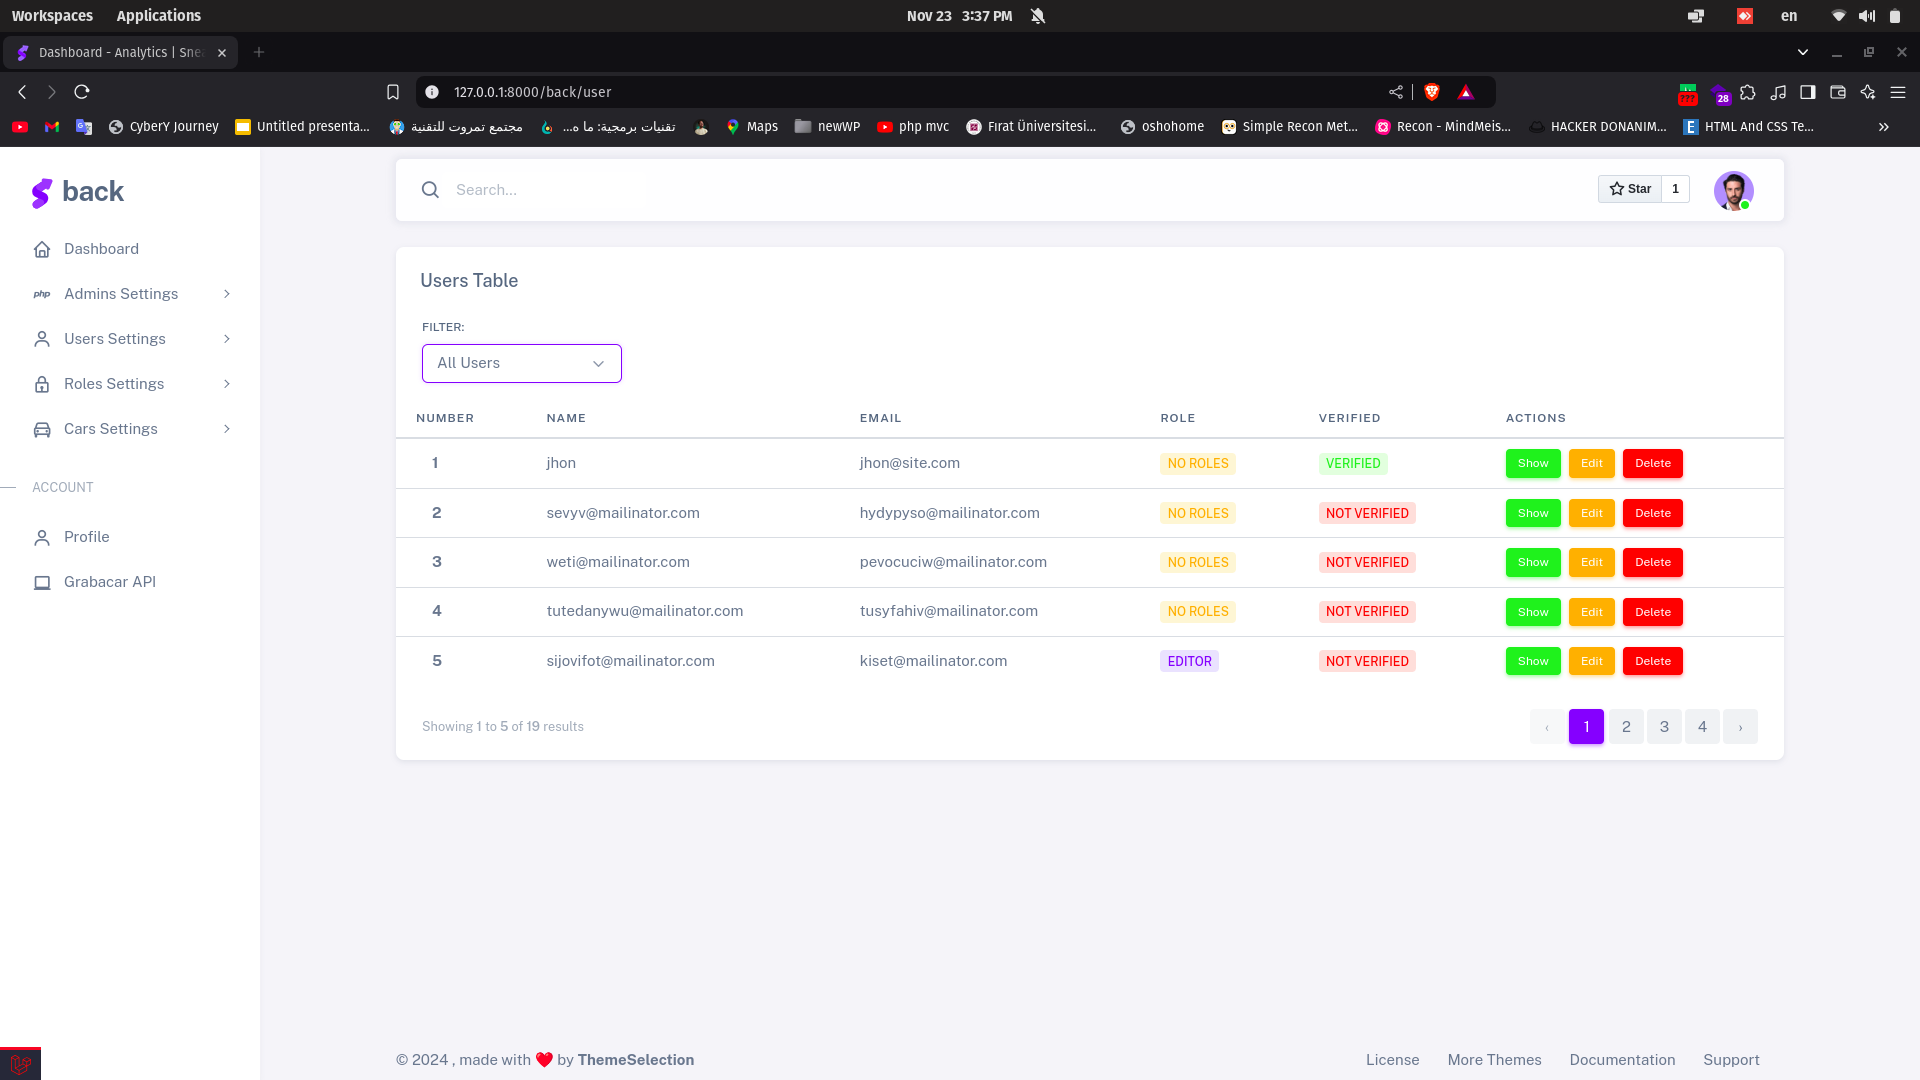 Workspaces Applications Nov 23 3:37 PM en
Dashboard - Analytics | Sne
127.0.0.1:8000/back/user 28
CyberY Journey Untitled presenta... مجتمع تمروت للتقنية تقنيات برمجية: ما ه... Maps newWP php mvc Fırat Üniversitesi... oshohome Simple Recon Met... Recon - MindMeis... HACKER DONANIM... HTML And CSS Te...
back
Search...
Star 1
Dashboard
Admins Settings
Users Settings
Roles Settings
Cars Settings
ACCOUNT
Profile
Grabacar API
Users Table
FILTER:
All Users
NUMBER NAME EMAIL ROLE VERIFIED ACTIONS
1 jhon jhon@site.com NO ROLES VERIFIED Show Edit Delete
2 sevyv@mailinator.com hydypyso@mailinator.com NO ROLES NOT VERIFIED Show Edit Delete
3 weti@mailinator.com pevocuciw@mailinator.com NO ROLES NOT VERIFIED Show Edit Delete
4 tutedanywu@mailinator.com tusyfahiv@mailinator.com NO ROLES NOT VERIFIED Show Edit Delete
5 sijovifot@mailinator.com kiset@mailinator.com EDITOR NOT VERIFIED Show Edit Delete
Showing 1 to 5 of 19 results ‹ 1 2 3 4 ›
© 2024 , made with ❤️ by ThemeSelection License More Themes Documentation Support